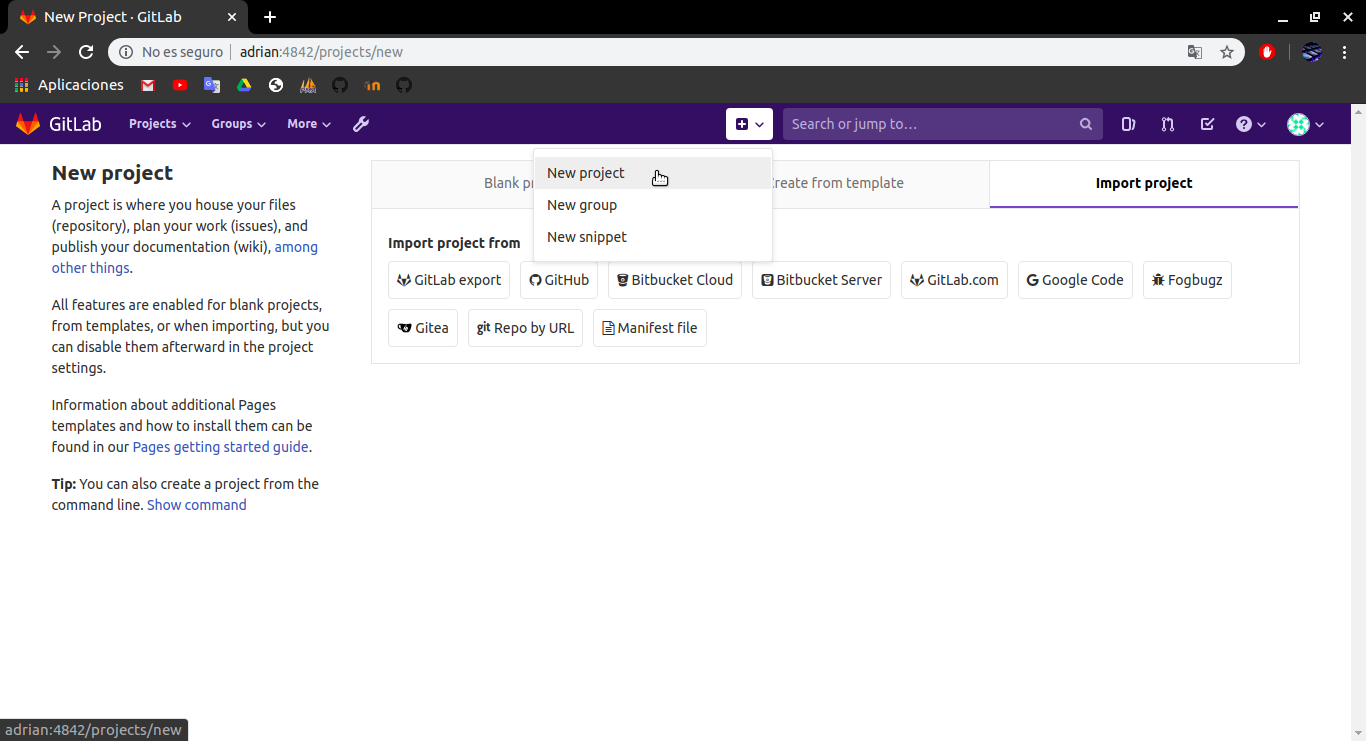 New Project · GitLab
No es seguro adrian:4842/projects/new
Aplicaciones
GitLab Projects Groups More Search or jump to…
New project
New group
New snippet
New project
A project is where you house your files
(repository), plan your work (issues), and
publish your documentation (wiki), among
other things.
All features are enabled for blank projects,
from templates, or when importing, but you
can disable them afterward in the project
settings.
Information about additional Pages
templates and how to install them can be
found in our Pages getting started guide.
Tip: You can also create a project from the
command line. Show command
Blank pr reate from template Import project
Import project from
GitLab export GitHub Bitbucket Cloud Bitbucket Server GitLab.com Google Code Fogbugz
Gitea git Repo by URL Manifest file
adrian:4842/projects/new